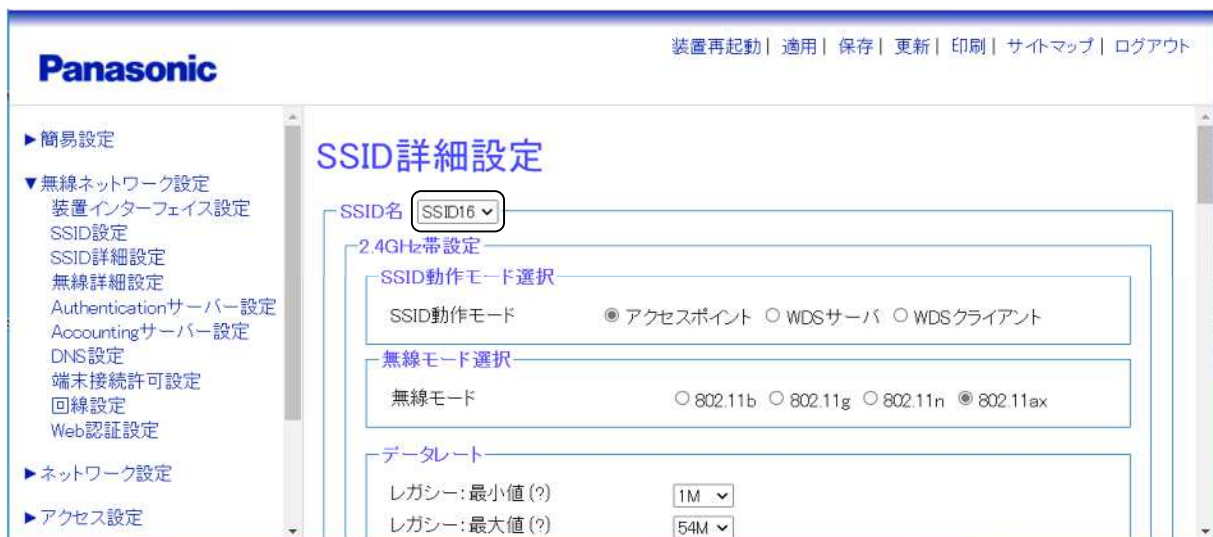 装置再起動| 適用| 保存| 更新| 印刷| サイトマップ| ログアウト
Panasonic
▶簡易設定
▼無線ネットワーク設定
装置インターフェイス設定
SSID設定
SSID詳細設定
無線詳細設定
Authenticationサーバー設定
Accountingサーバー設定
DNS設定
端末接続許可設定
回線設定
Web認証設定
▶ネットワーク設定
▶アクセス設定
SSID詳細設定
SSID名 SSID16
2.4GHz帯設定
SSID動作モード選択
SSID動作モード アクセスポイント WDSサーバ WDSクライアント
無線モード選択
無線モード 802.11b 802.11g 802.11n 802.11ax
データレート
レガシー:最小値(?) 1M
レガシー:最大値(?) 54M